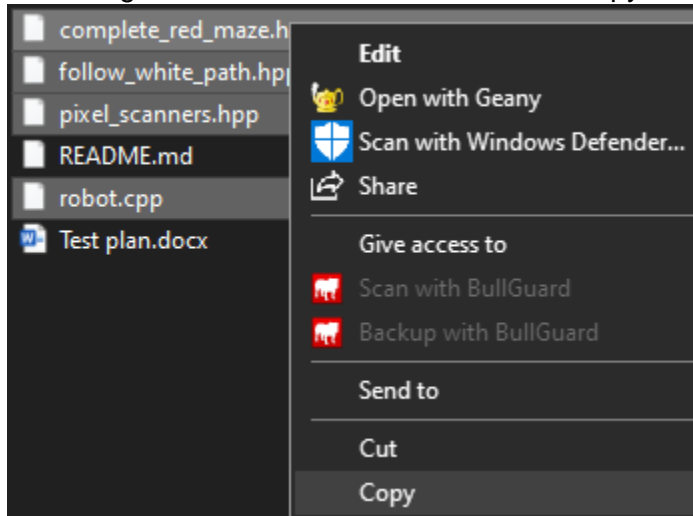 complete_red_maze.h
follow_white_path.hpp
pixel_scanners.hpp
README.md
robot.cpp
Test plan.docx
Edit
Open with Geany
Scan with Windows Defender...
Share
Give access to
Scan with BullGuard
Backup with BullGuard
Send to
Cut
Copy